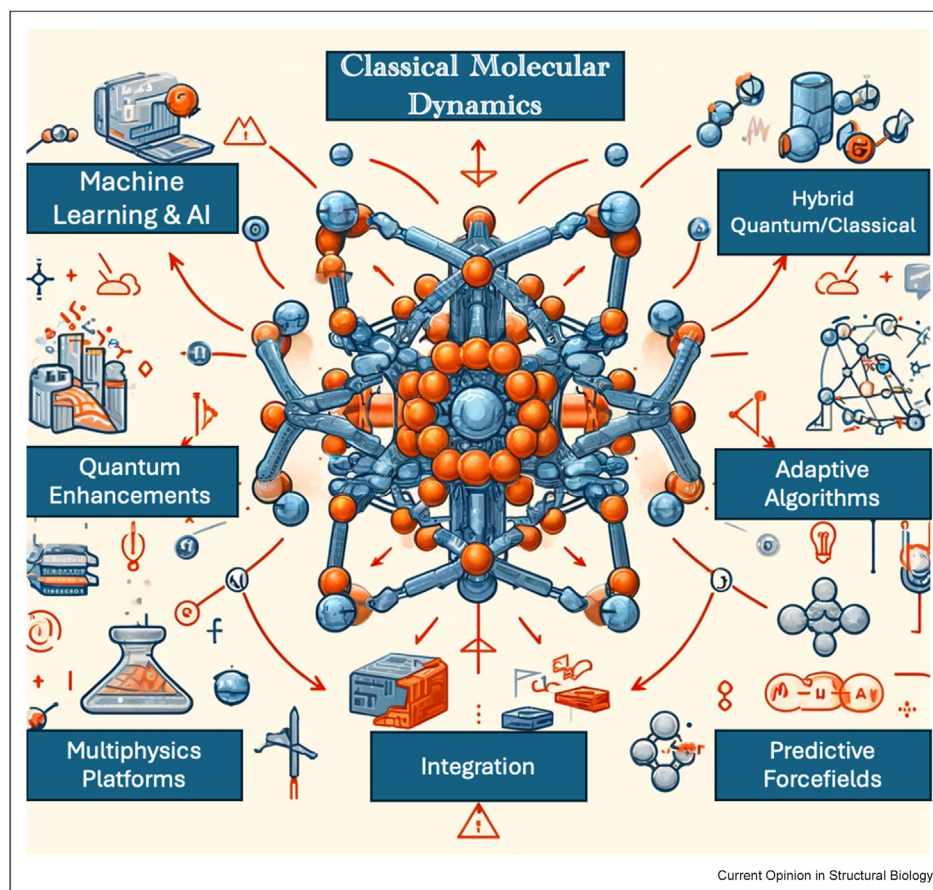 Classical Molecular
Dynamics
Machine
Learning & AI
Hybrid
Quantum/Classical
Quantum
Enhancements
Adaptive
Algorithms
f
Multiphysics
Platforms
Integration
Predictive
Forcefields
Current Opinion in Structural Biology